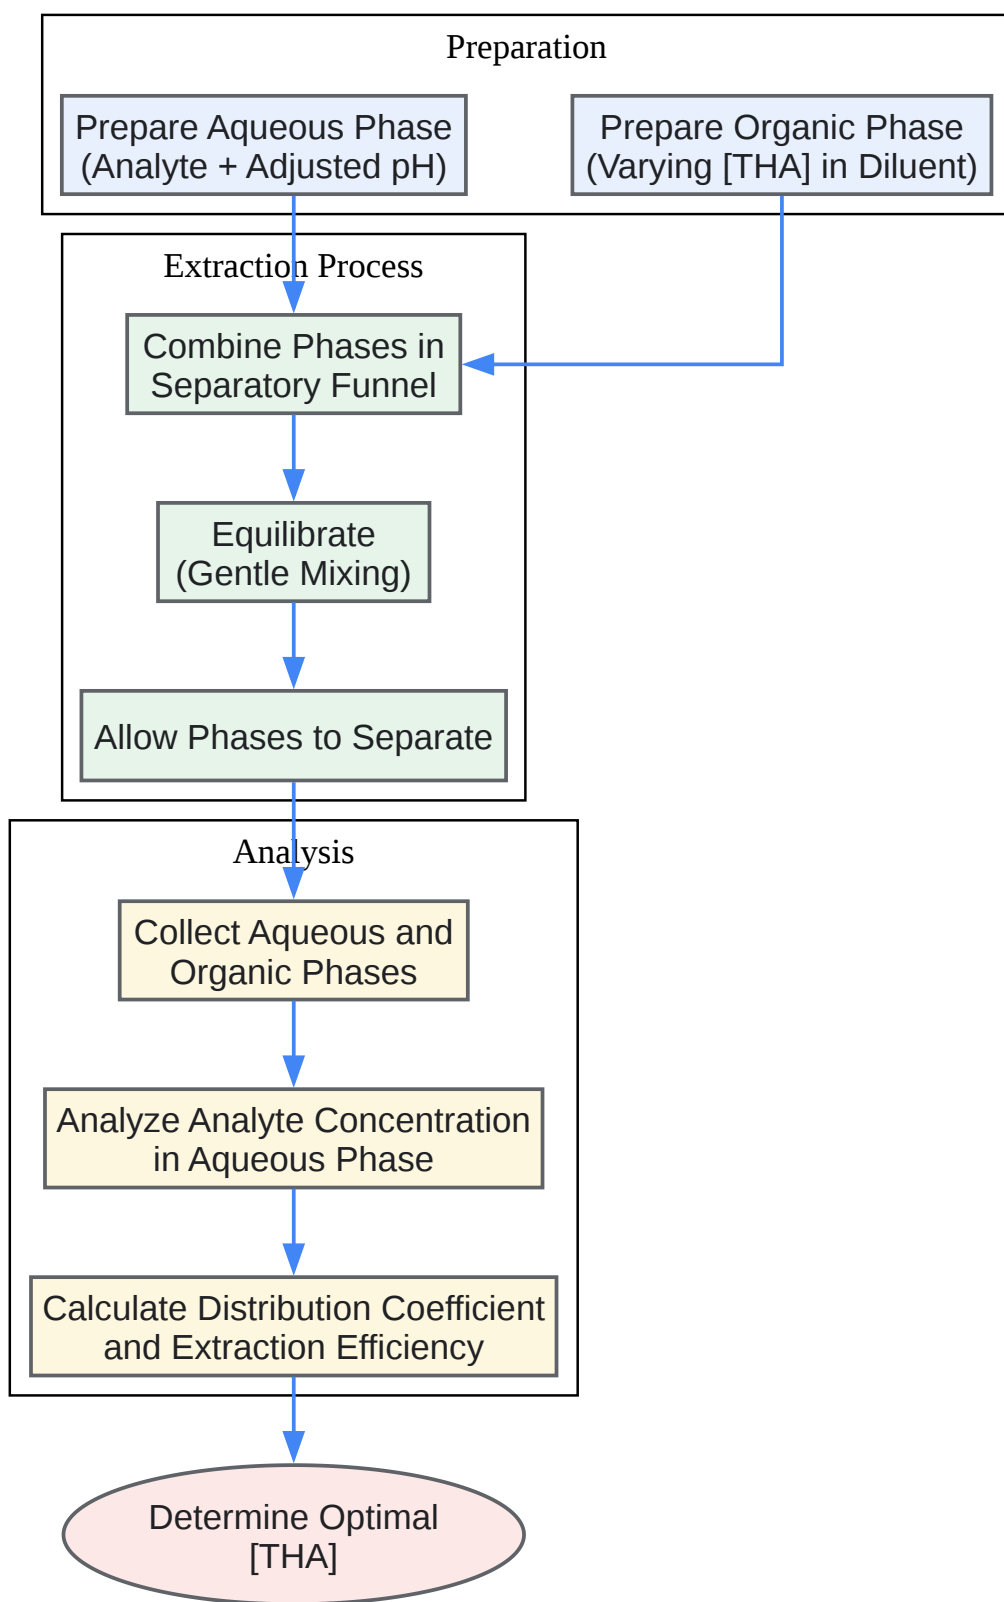 Preparation
Prepare Aqueous Phase
(Analyte + Adjusted pH)
Prepare Organic Phase
(Varying [THA] in Diluent)
Extraction Process
Combine Phases in
Separatory Funnel
Equilibrate
(Gentle Mixing)
Allow Phases to Separate
Analysis
Collect Aqueous and
Organic Phases
Analyze Analyte Concentration
in Aqueous Phase
Calculate Distribution Coefficient
and Extraction Efficiency
Determine Optimal
[THA]